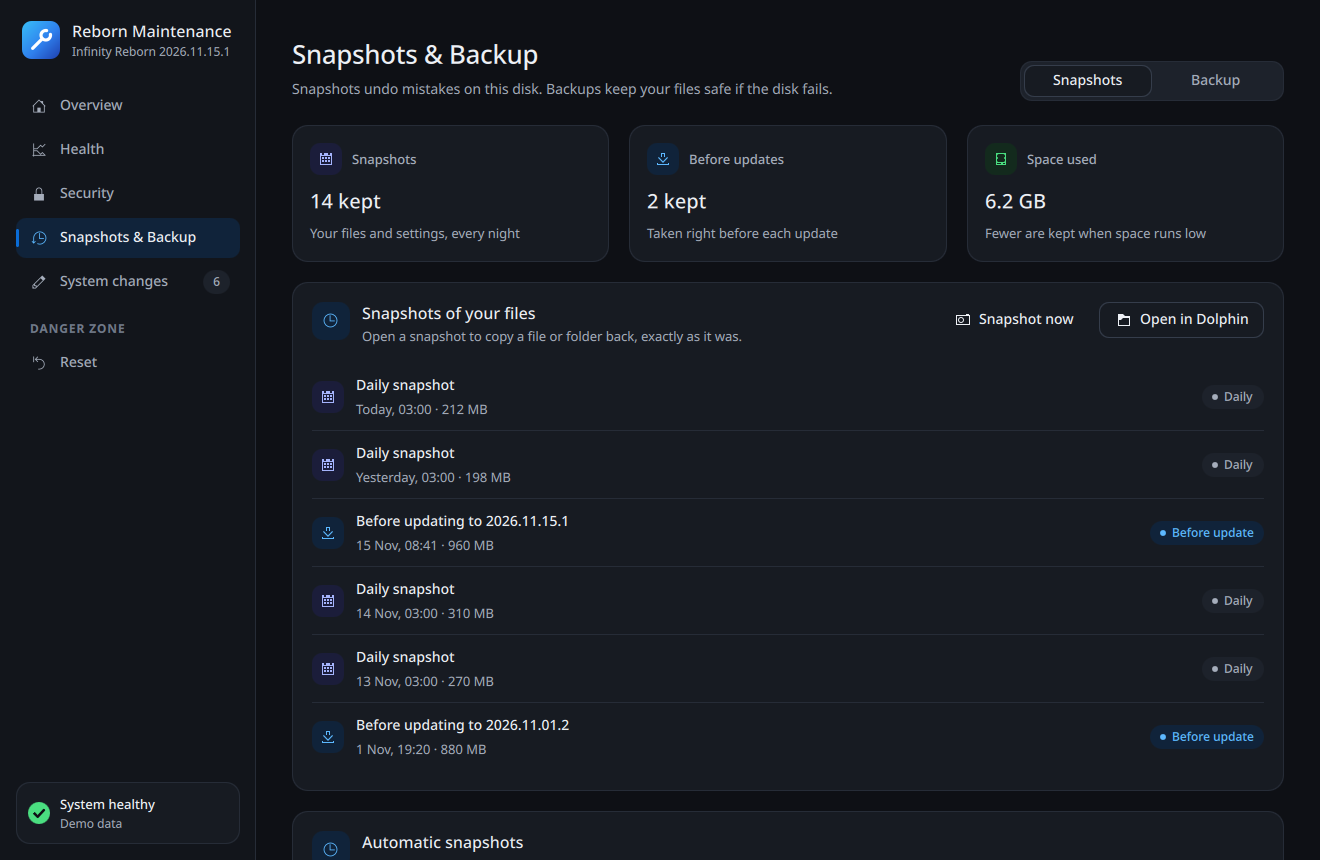 Reborn Maintenance
Infinity Reborn 2026.11.15.1
Overview
Health
Security
Snapshots & Backup
System changes
6
DANGER ZONE
Reset
System healthy
Demo data
Snapshots & Backup
Snapshots undo mistakes on this disk. Backups keep your files safe if the disk fails.
Snapshots
Backup
Snapshots
14 kept
Your files and settings, every night
Before updates
2 kept
Taken right before each update
Space used
6.2 GB
Fewer are kept when space runs low
Snapshots of your files
Open a snapshot to copy a file or folder back, exactly as it was.
Snapshot now
Open in Dolphin
Daily snapshot
Today, 03:00 · 212 MB
Daily
Daily snapshot
Yesterday, 03:00 · 198 MB
Daily
Before updating to 2026.11.15.1
15 Nov, 08:41 · 960 MB
Before update
Daily snapshot
14 Nov, 03:00 · 310 MB
Daily
Daily snapshot
13 Nov, 03:00 · 270 MB
Daily
Before updating to 2026.11.01.2
1 Nov, 19:20 · 880 MB
Before update
Automatic snapshots